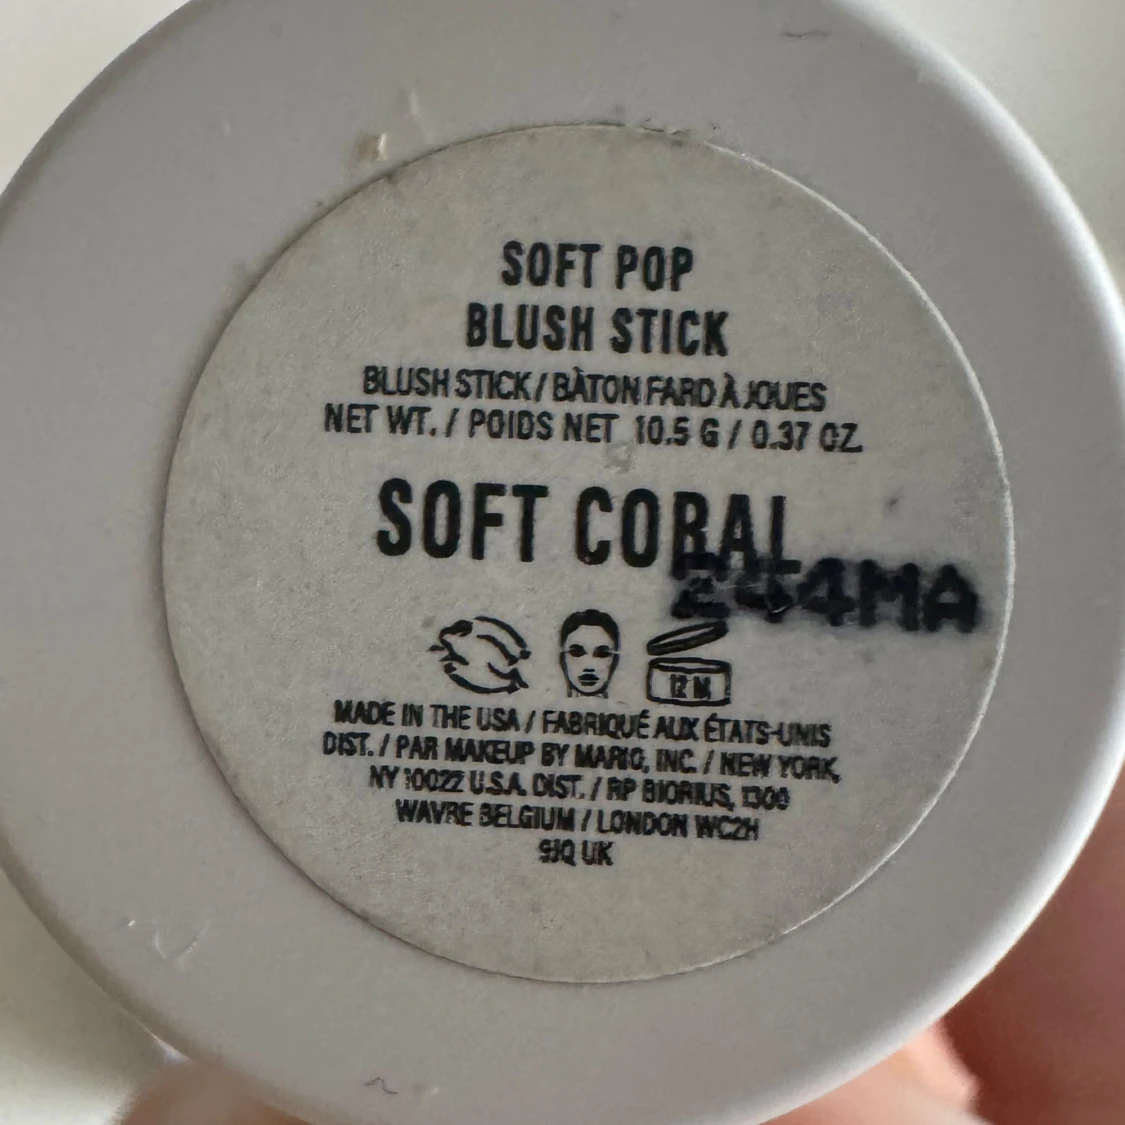 SOFT POP
BLUSH STICK
BLUSH STICK / BÂTON FARD À JOUES
NET WT. / POIDS NET 10.5 G / 0.37 OZ
SOFT CORAL
244MA
12 M
MADE IN THE USA / FABRIQUÉ AUX ÉTATS-UNIS
DIST. / PAR MAKEUP BY MARIO, INC. / NEW YORK,
NY 10022 U.S.A. DIST. / RP BIORIUS, 1300
WAVRE BELGIUM / LONDON WC2H
9JQ UK